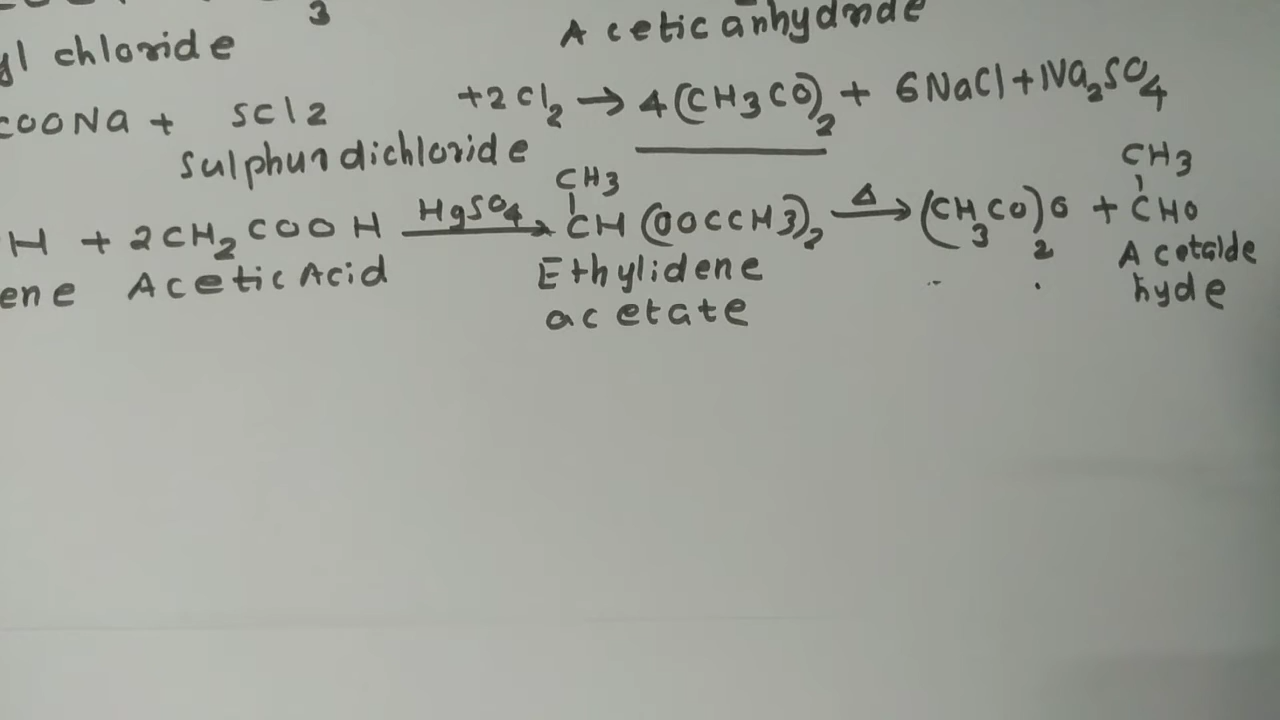 3
yl chloride
Acetic anhydride
COONa + SCl2 +2Cl2 → 4(CH3CO)2 + 6NaCl+Na2SO4
Sulphur dichloride
CH3 CH3
H + 2CH2COOH HgSO4→ CH(OOCCH3)2 Δ→ (CH3CO)2O + CHO
ene Acetic Acid Ethylidene acetate Acetalde hyde